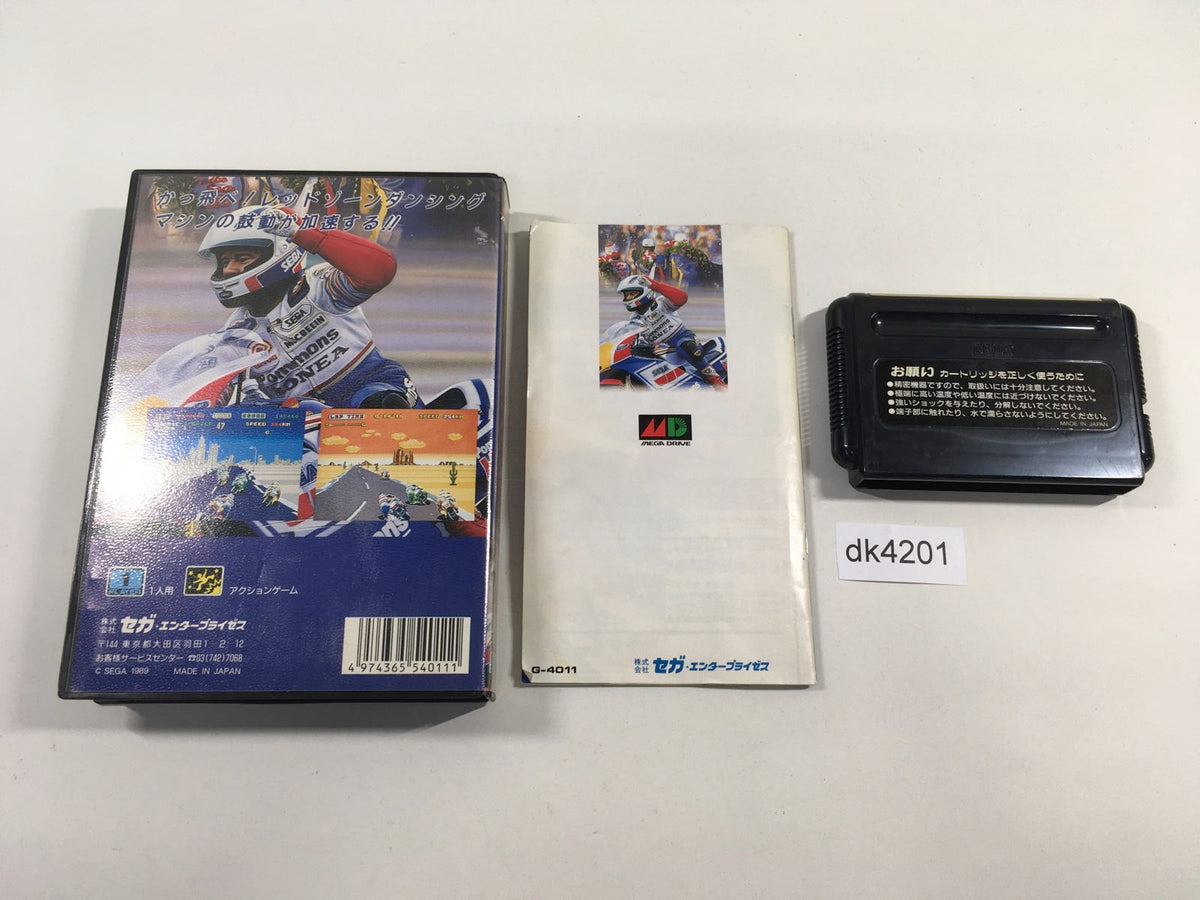 かっ飛べ!レッドゾーンダンシング
マシンの鼓動が加速する!!
SEGA
SEGA
McBEEIN
LAP TIME
SPEED
47
SPEED
1
PLAYER
1人用
アクションゲーム
株式会社 セガ・エンタープライゼス
〒144 東京都大田区羽田1-2-12
お客様サービスセンター ☎03(742)7068
© SEGA 1989 MADE IN JAPAN
4 974365 540111
SEGA
MD
MEGA DRIVE
G-4011
株式会社 セガ・エンタープライゼス
SEGA
お願い カートリッジを正しく使うために
●精密機器ですので、取扱いには十分注意してください。
●極端に高い温度や低い温度には近づけないでください。
●強いショックを与えたり、分解しないでください。
●端子部に触れたり、水で濡らさないようにしてください。
MADE IN JAPAN
dk4201